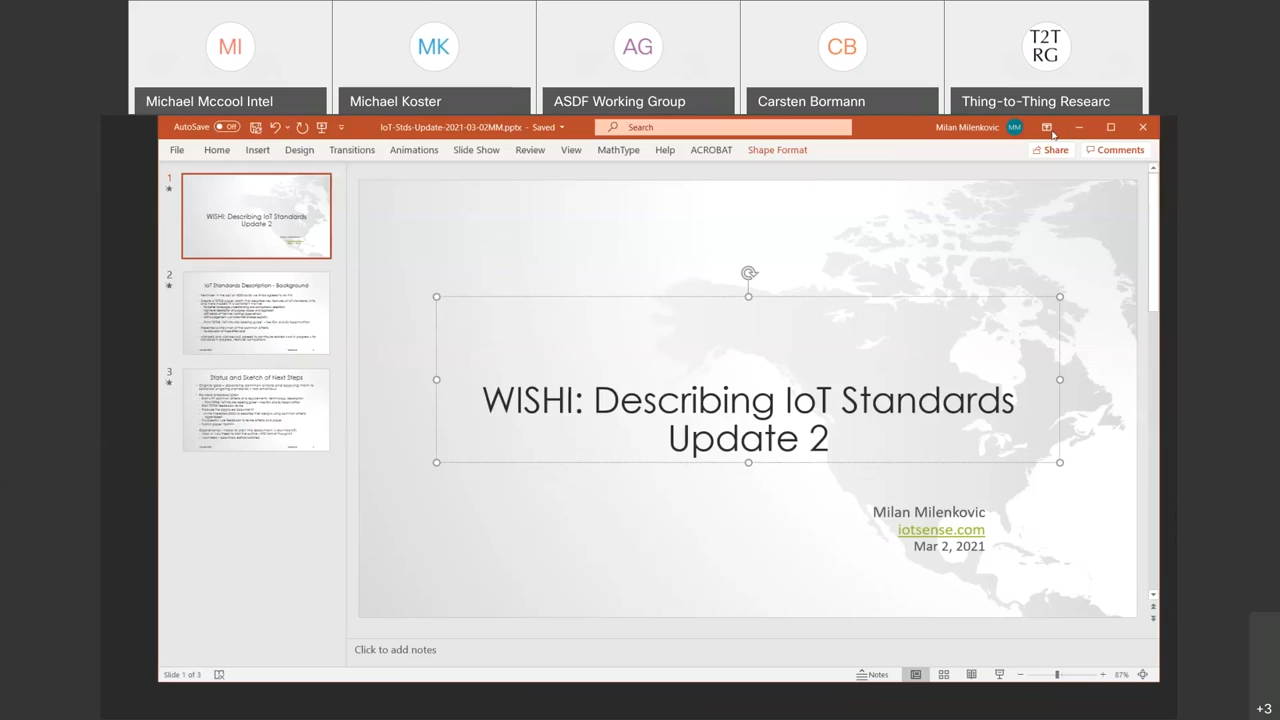 MI
MK
AG
CB
T2T
RG
Michael Mccool Intel
Michael Koster
ASDF Working Group
Carsten Bormann
Thing-to-Thing Researc
AutoSave Off
IoT-Stds-Update-2021-03-02MM.pptx - Saved
Search
Milan Milenkovic MM
File Home Insert Design Transitions Animations Slide Show Review View MathType Help ACROBAT Shape Format Share Comments
1
WISHI: Describing IoT Standards
Update 2
2
IoT Standards Description - Background
3
Status and Sketch of Next Steps
WISHI: Describing IoT Standards
Update 2
Milan Milenkovic
iotsense.com
Mar 2, 2021
Click to add notes
Slide 1 of 3
Notes
87%
+3